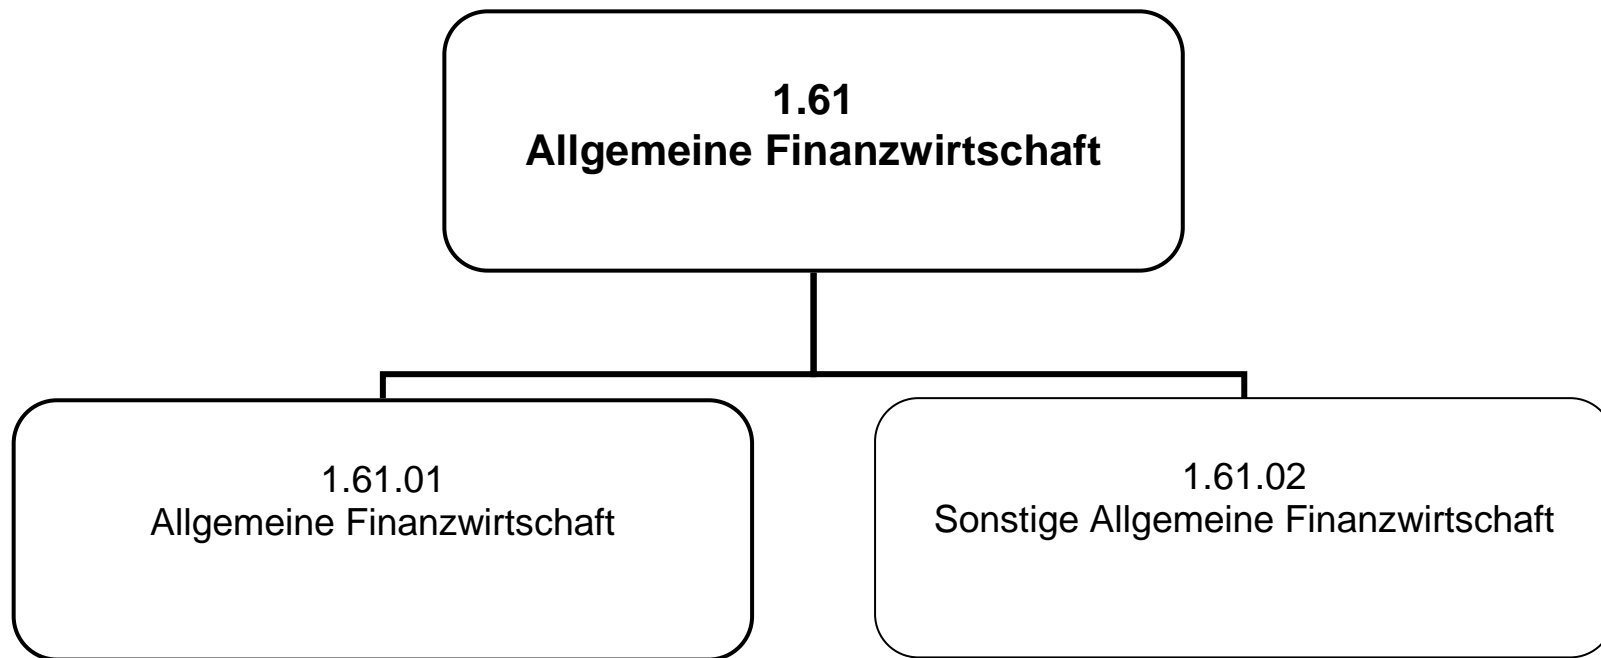 1.61
Allgemeine Finanzwirtschaft
1.61.01
Allgemeine Finanzwirtschaft
1.61.02
Sonstige Allgemeine Finanzwirtschaft